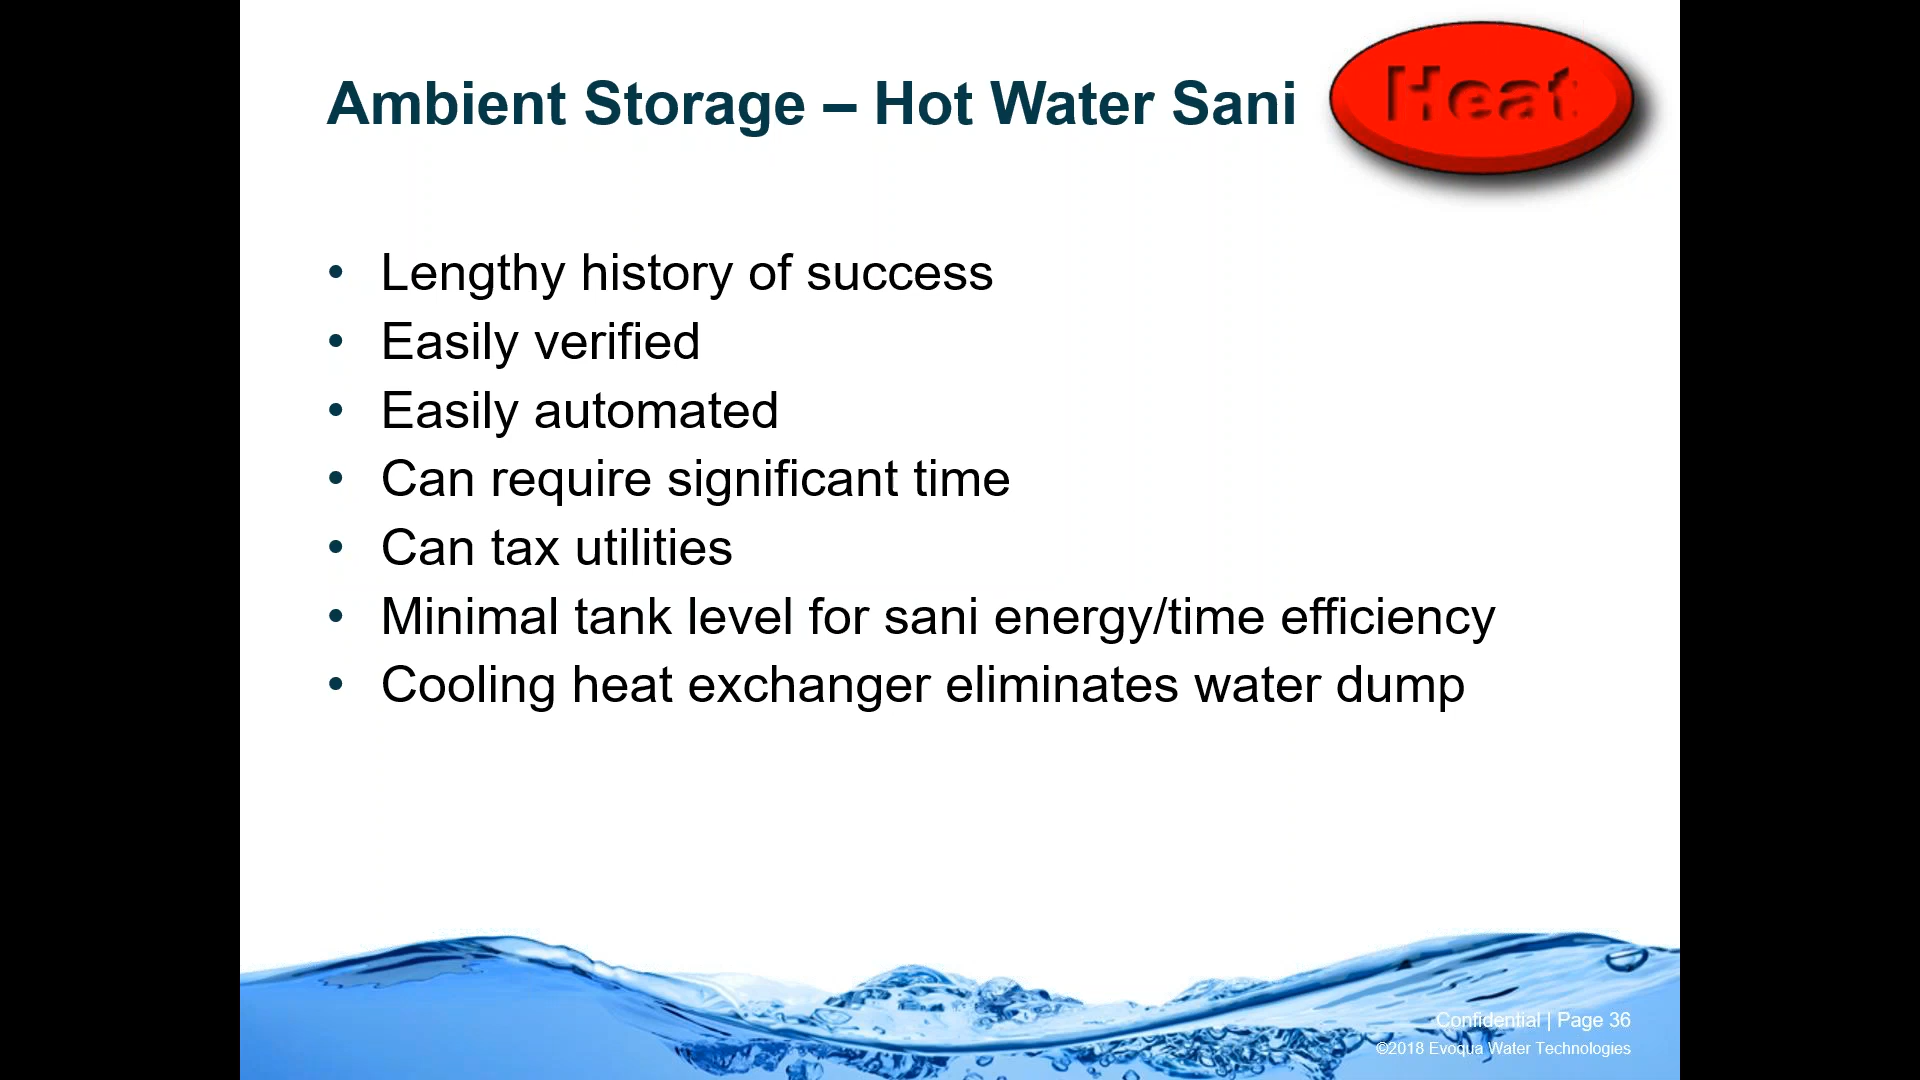 Ambient Storage – Hot Water Sani
Heat
• Lengthy history of success
• Easily verified
• Easily automated
• Can require significant time
• Can tax utilities
• Minimal tank level for sani energy/time efficiency
• Cooling heat exchanger eliminates water dump
Confidential | Page 36
©2018 Evoqua Water Technologies